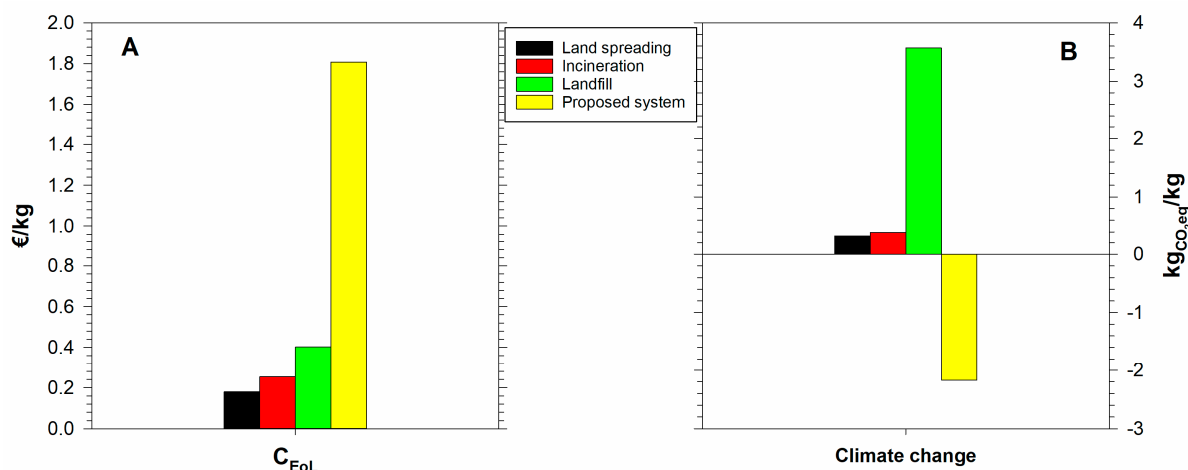 A
2.0
1.8
1.6
1.4
1.2
1.0
0.8
0.6
0.4
0.2
0.0
€/kg
C_EoL
Land spreading
Incineration
Landfill
Proposed system
B
4
3
2
1
0
-1
-2
-3
kg_CO₂eq/kg
Climate change